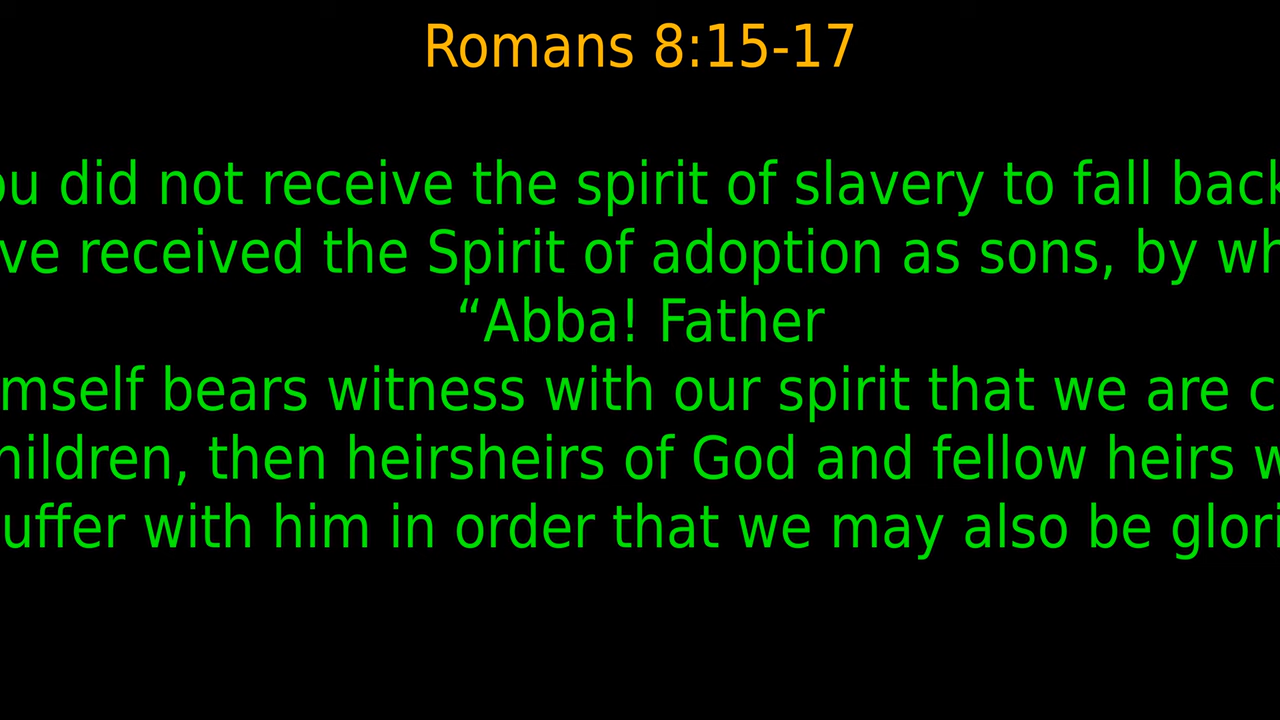 Romans 8:15-17
ou did not receive the spirit of slavery to fall back
ve received the Spirit of adoption as sons, by wh
“Abba! Father
mself bears witness with our spirit that we are c
hildren, then heirsheirs of God and fellow heirs w
uffer with him in order that we may also be glori